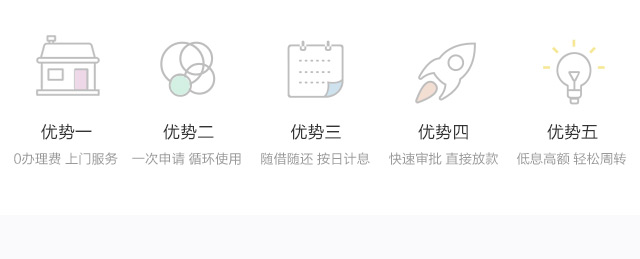 优势一 优势二 优势三 优势四 优势五
0办理费 上门服务 一次申请 循环使用 随借随还 按日计息 快速审批 直接放款 低息高额 轻松周转